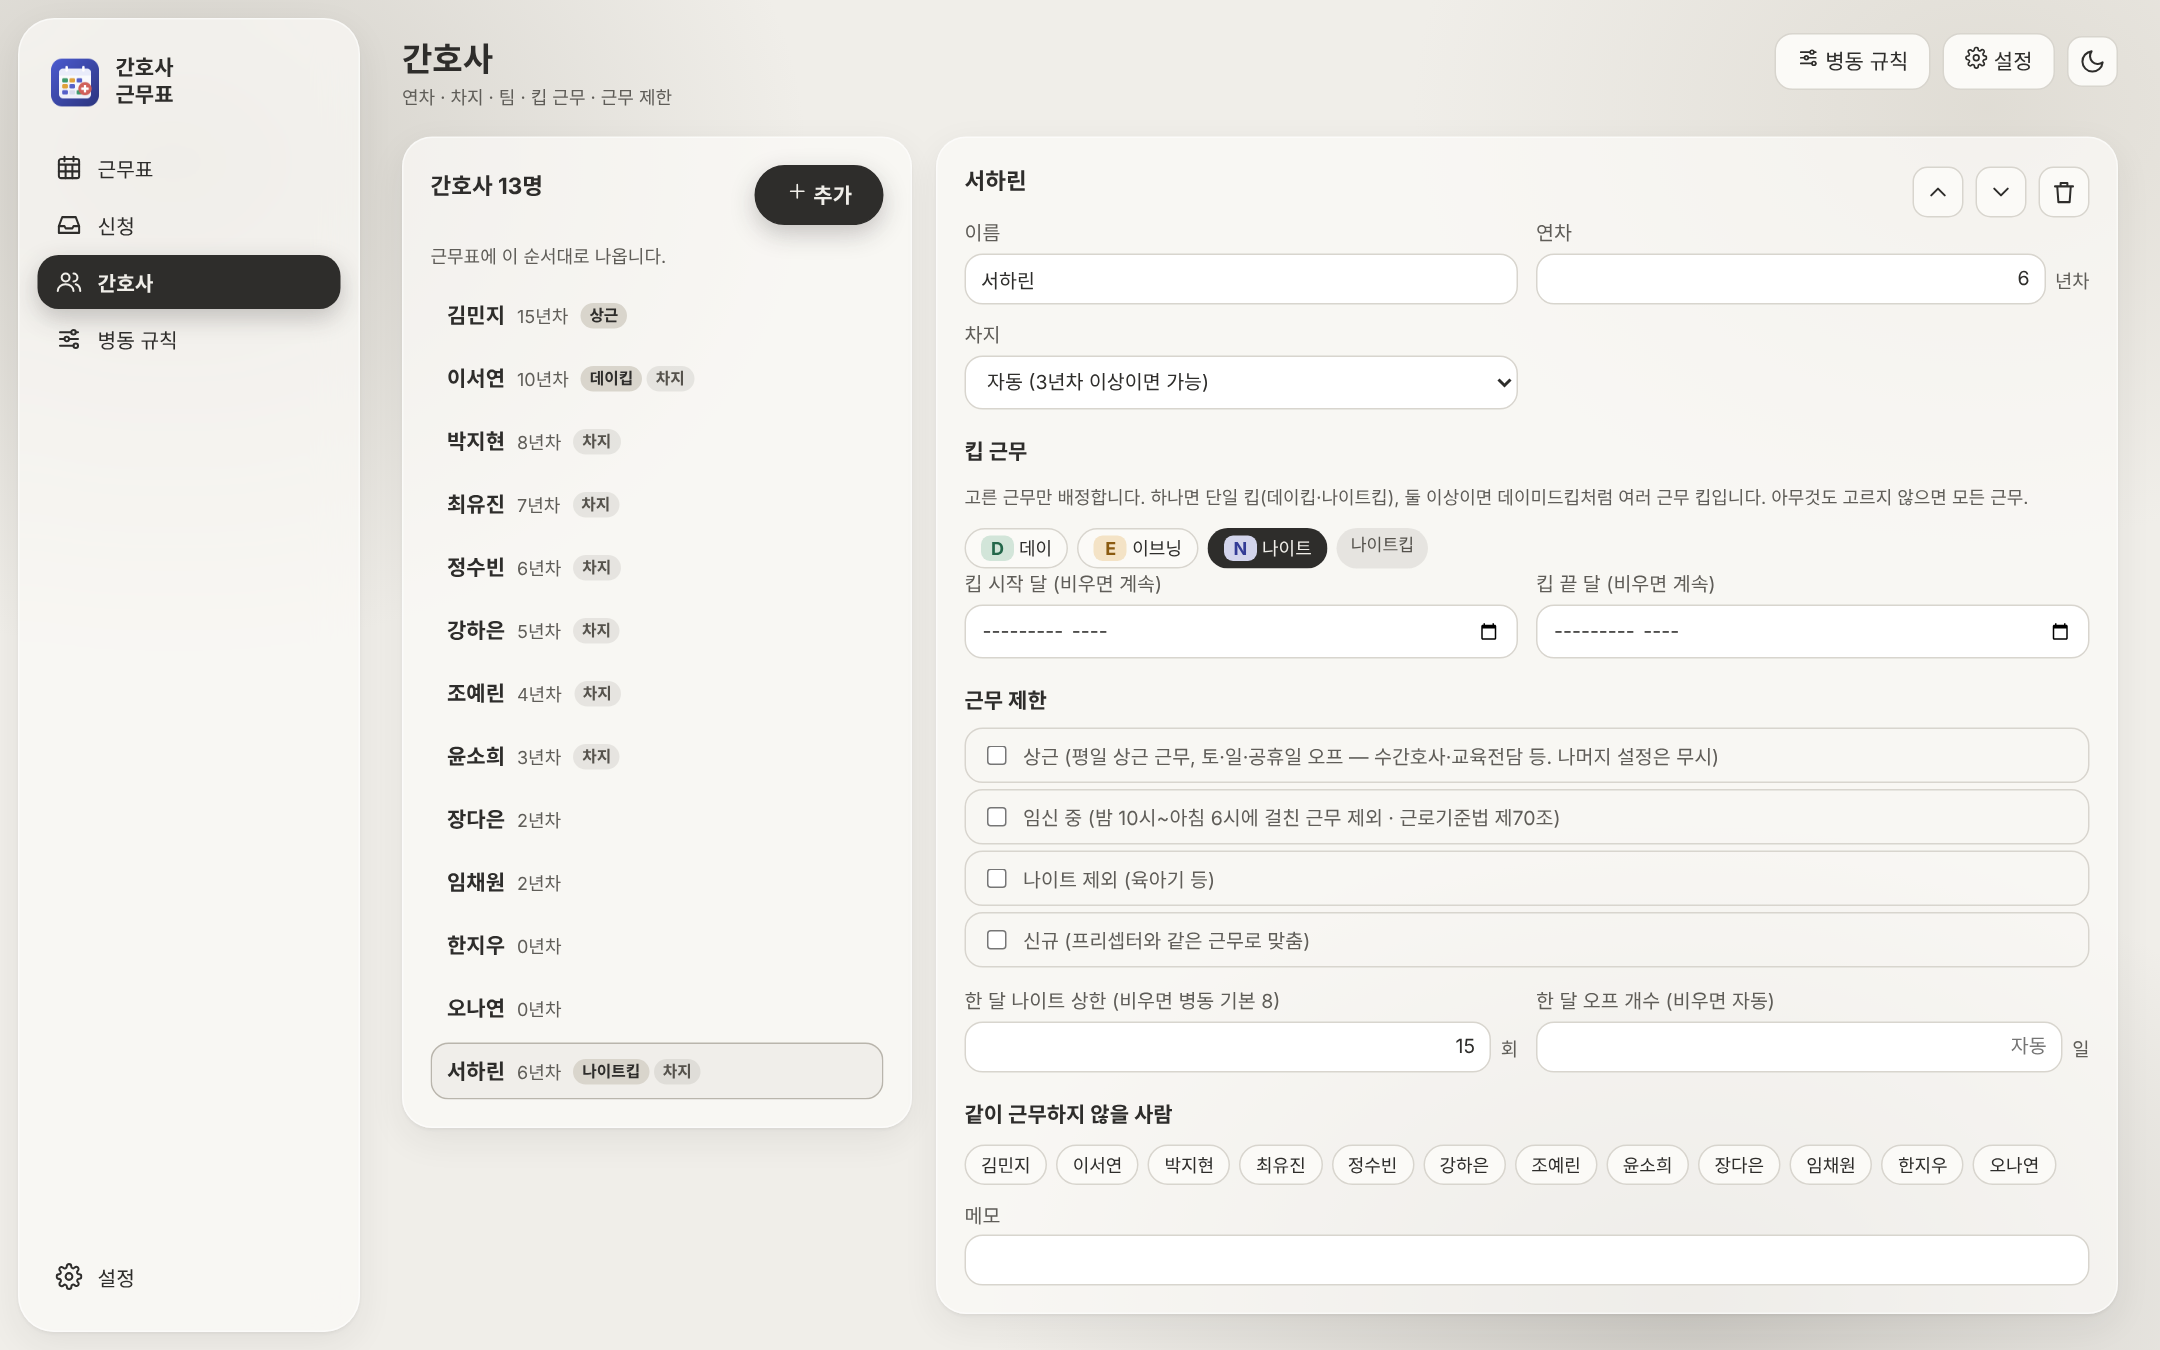 간호사
근무표
근무표
신청
간호사
병동 규칙
설정
간호사
연차 · 차지 · 팀 · 킵 근무 · 근무 제한
병동 규칙
설정
간호사 13명
+ 추가
근무표에 이 순서대로 나옵니다.
김민지 15년차 상근
이서연 10년차 데이킵 차지
박지현 8년차 차지
최유진 7년차 차지
정수빈 6년차 차지
강하은 5년차 차지
조예린 4년차 차지
윤소희 3년차 차지
장다은 2년차
임채원 2년차
한지우 0년차
오나연 0년차
서하린 6년차 나이트킵 차지
서하린
이름
서하린
연차
6 년차
차지
자동 (3년차 이상이면 가능)
킵 근무
고른 근무만 배정합니다. 하나면 단일 킵(데이킵·나이트킵), 둘 이상이면 데이미드킵처럼 여러 근무 킵입니다. 아무것도 고르지 않으면 모든 근무.
D 데이 E 이브닝 N 나이트 나이트킵
킵 시작 달 (비우면 계속)
--------- ----
킵 끝 달 (비우면 계속)
--------- ----
근무 제한
상근 (평일 상근 근무, 토·일·공휴일 오프 — 수간호사·교육전담 등. 나머지 설정은 무시)
임신 중 (밤 10시~아침 6시에 걸친 근무 제외 · 근로기준법 제70조)
나이트 제외 (육아기 등)
신규 (프리셉터와 같은 근무로 맞춤)
한 달 나이트 상한 (비우면 병동 기본 8)
15 회
한 달 오프 개수 (비우면 자동)
자동 일
같이 근무하지 않을 사람
김민지 이서연 박지현 최유진 정수빈 강하은 조예린 윤소희 장다은 임채원 한지우 오나연
메모